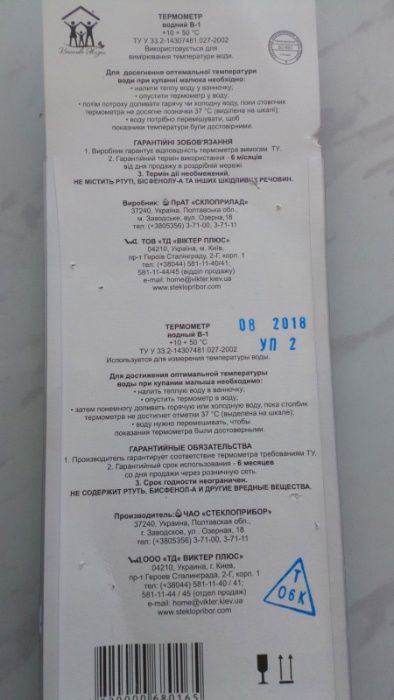 ТЕРМОМЕТР
водний В-1
+10 + 50 °С
ТУ У 33.2-14307481.027-2002
Використовується для
вимірювання температури води.
Для досягнення оптимальної температури
води при купанні малюка необхідно:
• налити теплу воду у ванночку;
• опустити термометр у воду;
• потім потроху доливати гарячу чи холодну воду, поки стовпчик
термометра не досягне позначки 37 °С (виділена на шкалі);
• воду потрібно перемішувати, щоб
показання температури були достовірними.
ГАРАНТІЙНІ ЗОБОВ'ЯЗАННЯ
1. Виробник гарантує відповідність термометра вимогам ТУ.
2. Гарантійний термін використання - 6 місяців
від дня продажу в роздрібній мережі.
3. Термін дії необмежений.
НЕ МІСТИТЬ РТУТІ, БІСФЕНОЛУ-А ТА ІНШИХ ШКІДЛИВИХ РЕЧОВИН.
Виробник: ПрАТ «СКЛОПРИЛАД»
37240, Україна, Полтавська обл.,
м. Заводське, вул. Озерна,18
тел: (+3805356) 3-71-00, 3-71-11
ТОВ «ТД «ВІКТЕР ПЛЮС»
04210, Україна, м. Київ,
пр-т Героев Сталінграду, 2-Г, корп. 1
тел: (+38044) 581-11-40/41;
581-11-44/45 (відділ продажу)
e-mail: home@vikter.kiev.ua
www.steklopribor.com
ТЕРМОМЕТР
водный В-1
+10 + 50 °С
ТУ У 33.2-14307481.027-2002
Используется для измерения температуры воды.
08 2018
УП 2
Для достижения оптимальной температуры
воды при купании малыша необходимо:
• налить теплую воду в ванночку;
• опустить термометр в воду;
• затем понемногу доливать горячую или холодную воду, пока столбик
термометра не достигнет отметки 37 °С (выделена на шкале);
• воду нужно перемешивать, чтобы
показания термометра были достоверными.
ГАРАНТИЙНЫЕ ОБЯЗАТЕЛЬСТВА
1. Производитель гарантирует соответствие термометра требованиям ТУ.
2. Гарантийный срок использования - 6 месяцев
со дня продажи через розничную сеть.
3. Срок годности неограничен.
НЕ СОДЕРЖИТ РТУТЬ, БИСФЕНОЛ-А И ДРУГИЕ ВРЕДНЫЕ ВЕЩЕСТВА.
Производитель: ЧАО «СТЕКЛОПРИБОР»
37240, Украина, Полтавская обл.,
г. Заводское, ул . Озерная, 18
тел: (+3805356) 3-71-00, 3-71-11
ООО «ТД« ВИКТЕР ПЛЮС»
04210, Украина, г. Киев,
пр-т Героев Сталинграда, 2-Г, корп. 1
тел: (+38044) 581-11-40 / 41;
581-11-44 / 45 (отдел продаж)
e-mail: home@vikter.kiev.ua
www.steklopribor.com
Т
06К